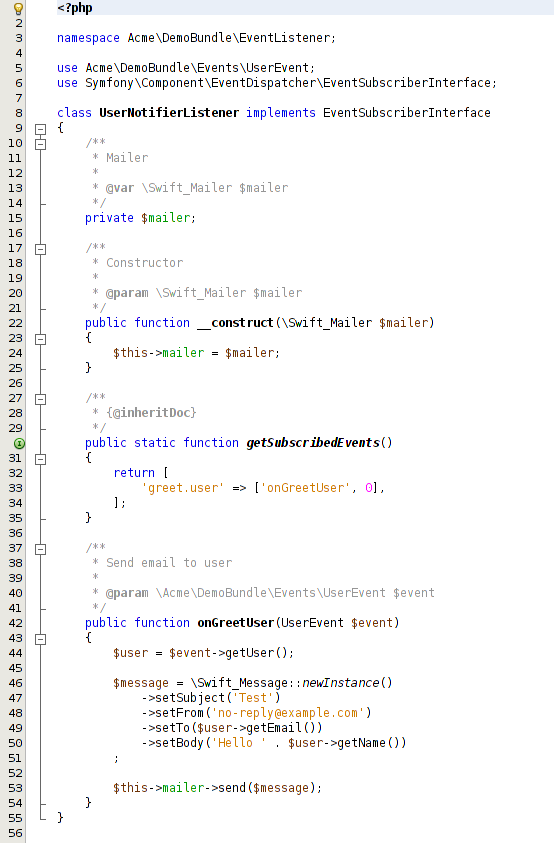 1 <?php
2
3 namespace Acme\DemoBundle\EventListener;
4
5 use Acme\DemoBundle\Events\UserEvent;
6 use Symfony\Component\EventDispatcher\EventSubscriberInterface;
7
8 class UserNotifierListener implements EventSubscriberInterface
9 {
10     /**
11      * Mailer
12      *
13      * @var \Swift_Mailer $mailer
14      */
15     private $mailer;
16
17     /**
18      * Constructor
19      *
20      * @param \Swift_Mailer $mailer
21      */
22     public function __construct(\Swift_Mailer $mailer)
23     {
24         $this->mailer = $mailer;
25     }
26
27     /**
28      * {@inheritDoc}
29      */
    public static function getSubscribedEvents()
31     {
32         return [
33             'greet.user' => ['onGreetUser', 0],
34         ];
35     }
36
37     /**
38      * Send email to user
39      *
40      * @param \Acme\DemoBundle\Events\UserEvent $event
41      */
42     public function onGreetUser(UserEvent $event)
43     {
44         $user = $event->getUser();
45
46         $message = \Swift_Message::newInstance()
47             ->setSubject('Test')
48             ->setFrom('no-reply@example.com')
49             ->setTo($user->getEmail())
50             ->setBody('Hello ' . $user->getName())
51         ;
52
53         $this->mailer->send($message);
54     }
55 }
56